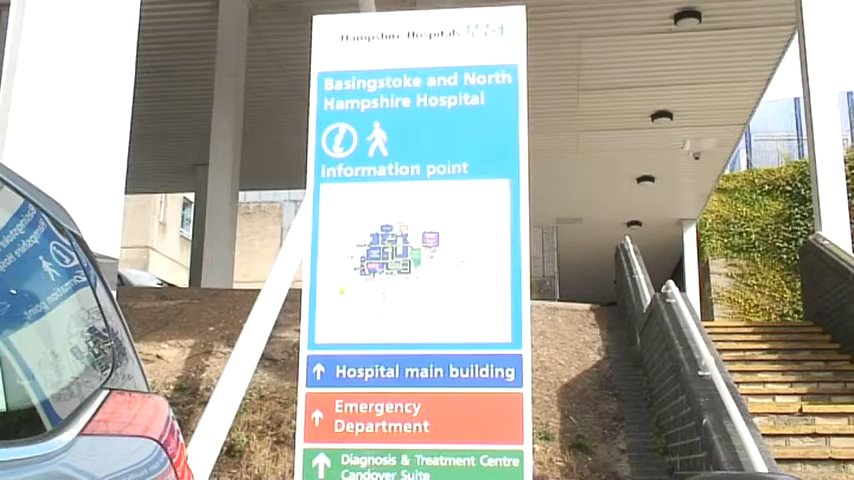 Hampshire Hospitals
Basingstoke and North
Hampshire Hospital
Information point
Hospital main building
Emergency
Department
Diagnosis & Treatment Centre
Candover Suite